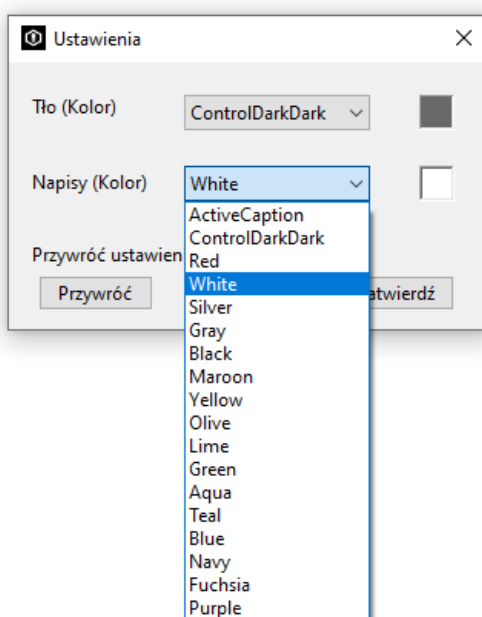 Ustawienia
Tło (Kolor)
ControlDarkDark
Napisy (Kolor)
White
ActiveCaption
ControlDarkDark
Red
White
Silver
Gray
Black
Maroon
Yellow
Olive
Lime
Green
Aqua
Teal
Blue
Navy
Fuchsia
Purple
Przywróć ustawien
Przywróć
atwierdź